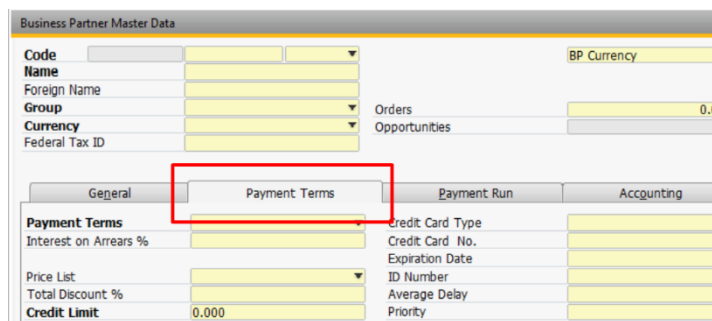 Business Partner Master Data
Code BP Currency
Name
Foreign Name
Group Orders 0.
Currency Opportunities
Federal Tax ID
General Payment Terms Payment Run Accounting
Payment Terms Credit Card Type
Interest on Arrears % Credit Card No.
Expiration Date
Price List ID Number
Total Discount % Average Delay
Credit Limit 0.000 Priority